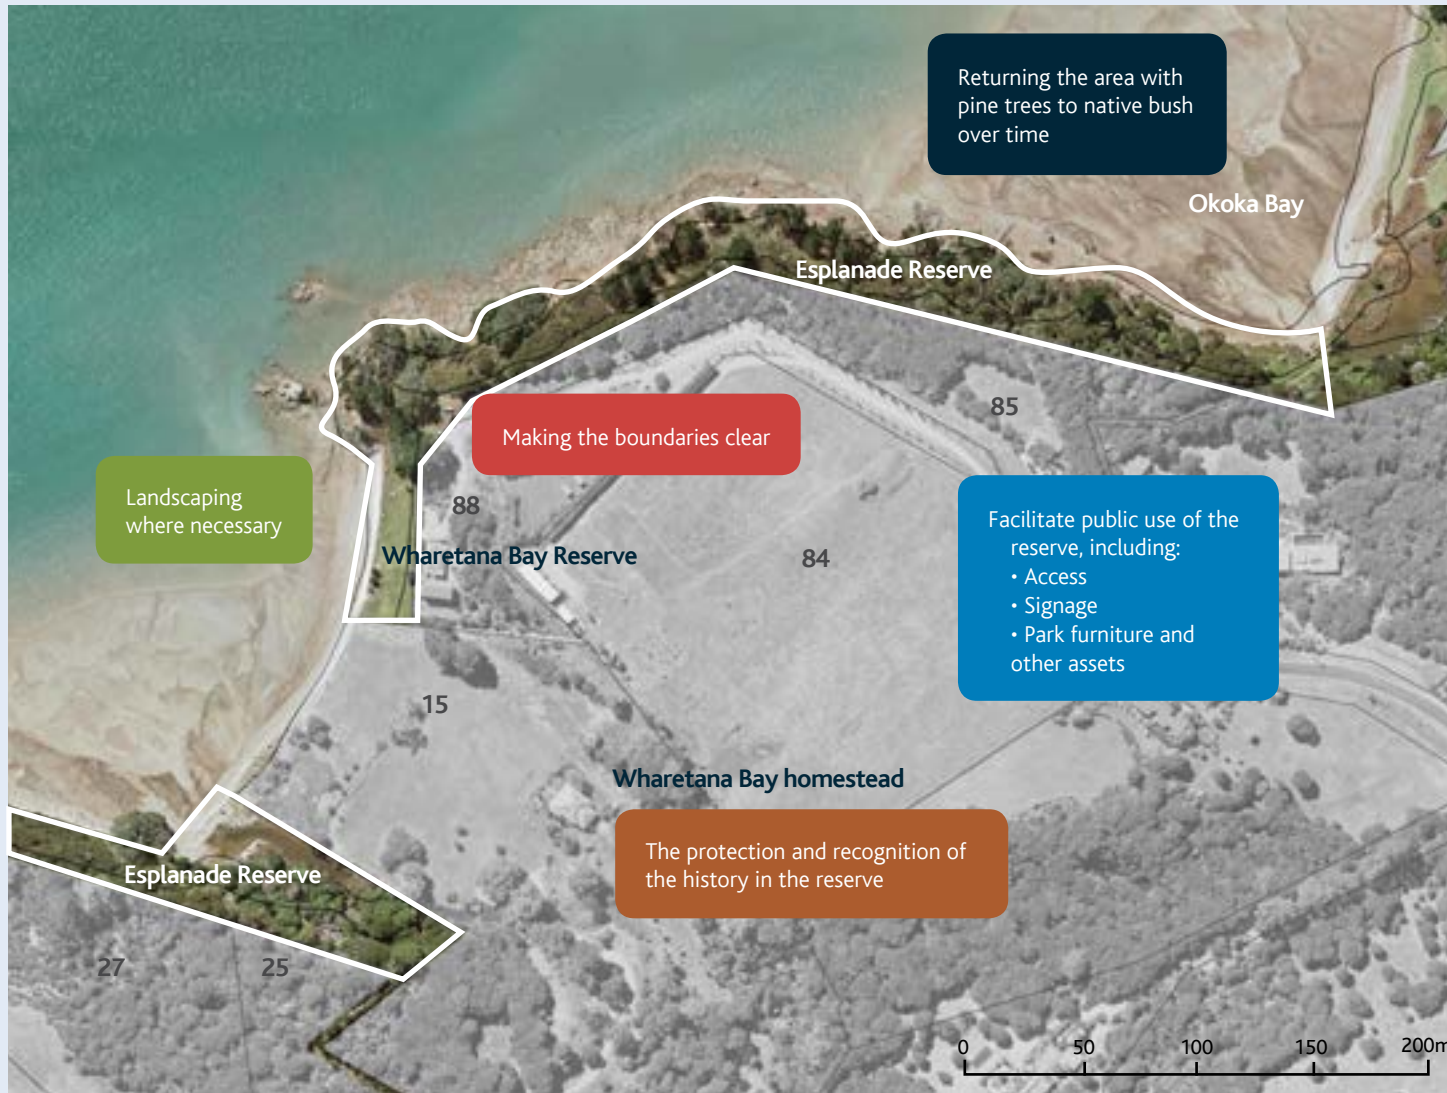 Returning the area with
pine trees to native bush
over time
Okoka Bay
Esplanade Reserve
85
Making the boundaries clear
Landscaping
where necessary
88
Wharetana Bay Reserve
84
Facilitate public use of the
reserve, including:
• Access
• Signage
• Park furniture and
other assets
15
Wharetana Bay homestead
The protection and recognition of
the history in the reserve
Esplanade Reserve
27
25
0 50 100 150 200m